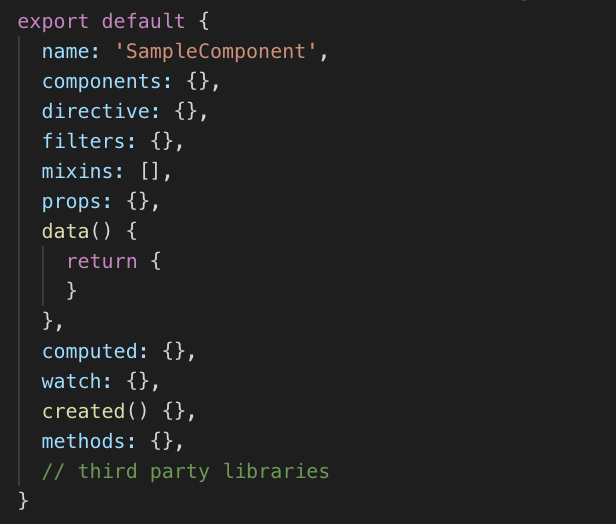 export default {
  name: 'SampleComponent',
  components: {},
  directive: {},
  filters: {},
  mixins: [],
  props: {},
  data() {
    return {
    }
  },
  computed: {},
  watch: {},
  created() {},
  methods: {},
  // third party libraries
}